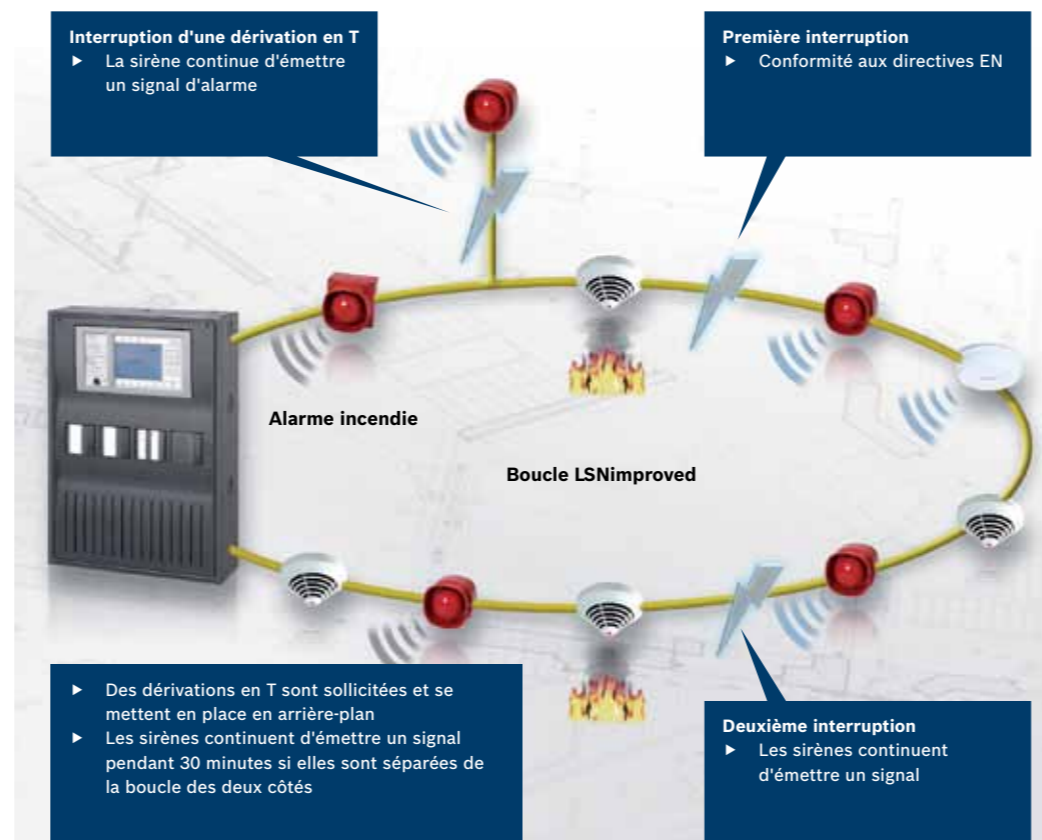 Interruption d'une dérivation en T
▶ La sirène continue d'émettre
un signal d'alarme
Première interruption
▶ Conformité aux directives EN
Alarme incendie
Boucle LSNimproved
▶ Des dérivations en T sont sollicitées et se
mettent en place en arrière-plan
▶ Les sirènes continuent d'émettre un signal
pendant 30 minutes si elles sont séparées de
la boucle des deux côtés
Deuxième interruption
▶ Les sirènes continuent
d'émettre un signal